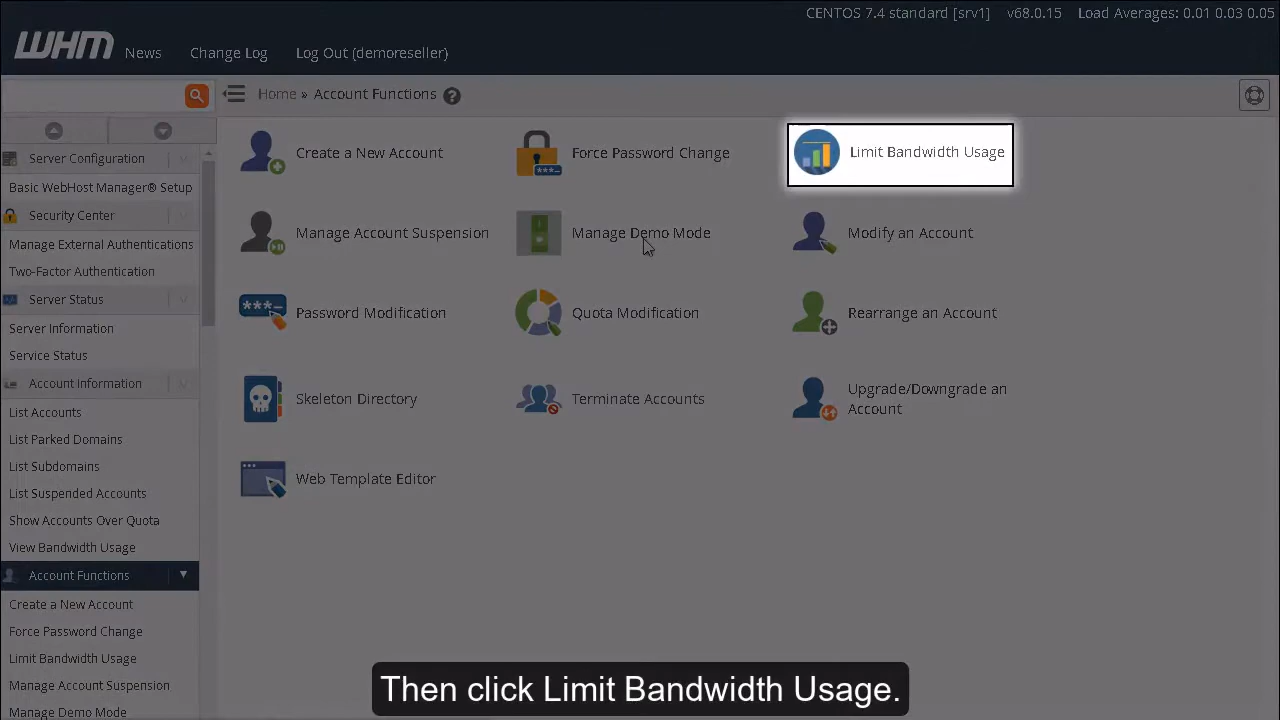 CENTOS 7.4 standard [srv1] v68.0.15 Load Averages: 0.01 0.03 0.05
WHM News Change Log Log Out (demoreseller)
Home » Account Functions ?
Server Configuration
Basic WebHost Manager® Setup
Security Center
Manage External Authentications
Two-Factor Authentication
Server Status
Server Information
Service Status
Account Information
List Accounts
List Parked Domains
List Subdomains
List Suspended Accounts
Show Accounts Over Quota
View Bandwidth Usage
Account Functions
Create a New Account
Force Password Change
Limit Bandwidth Usage
Manage Account Suspension
Manage Demo Mode
Create a New Account
Force Password Change
Limit Bandwidth Usage
Manage Account Suspension
Manage Demo Mode
Modify an Account
***
Password Modification
Quota Modification
Rearrange an Account
Skeleton Directory
Terminate Accounts
Upgrade/Downgrade an
Account
Web Template Editor
Then click Limit Bandwidth Usage.